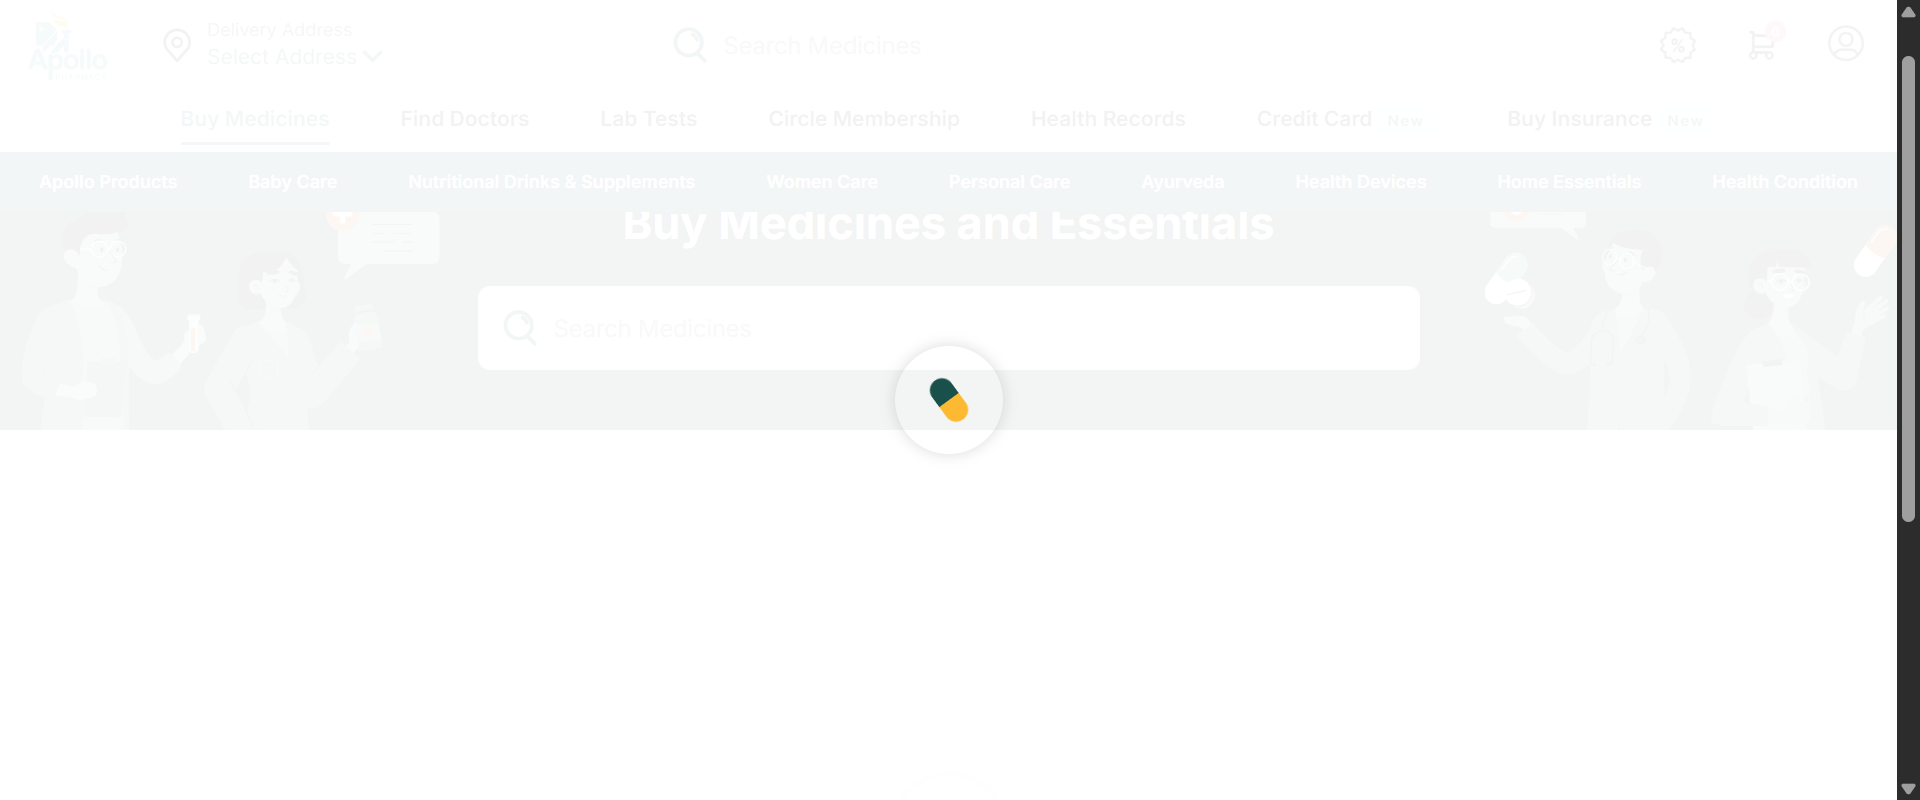 Delivery Address
Select Address
Search Medicines
Apollo
Buy Medicines
Find Doctors
Lab Tests
Circle Membership
Health Records
Credit Card New
Buy Insurance New
Apollo Products
Baby Care
Nutritional Drinks & Supplements
Women Care
Personal Care
Ayurveda
Health Devices
Home Essentials
Health Condition
Buy Medicines and Essentials
Search Medicines